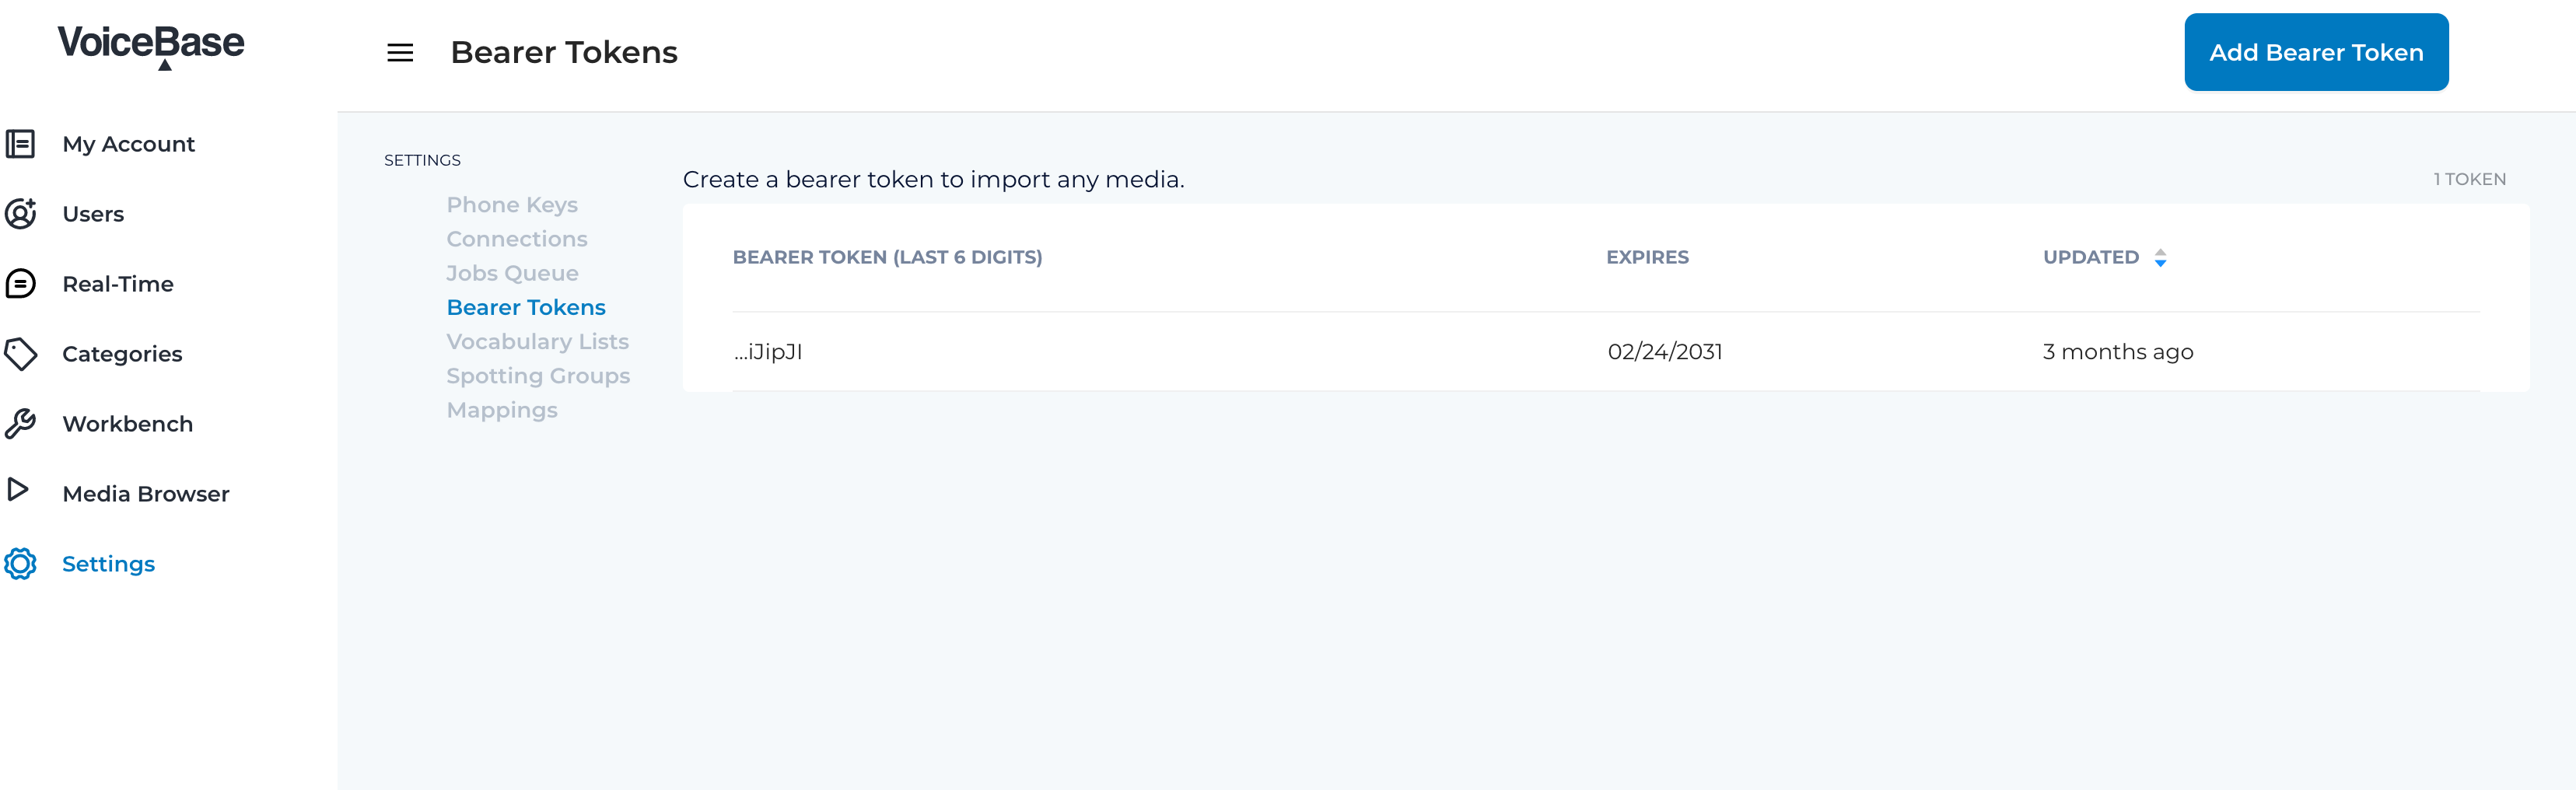 VoiceBase
My Account
Users
Real-Time
Categories
Workbench
Media Browser
Settings
Bearer Tokens
Add Bearer Token
SETTINGS
Phone Keys
Connections
Jobs Queue
Bearer Tokens
Vocabulary Lists
Spotting Groups
Mappings
Create a bearer token to import any media.
1 TOKEN
BEARER TOKEN (LAST 6 DIGITS) EXPIRES UPDATED
...iJipJl 02/24/2031 3 months ago